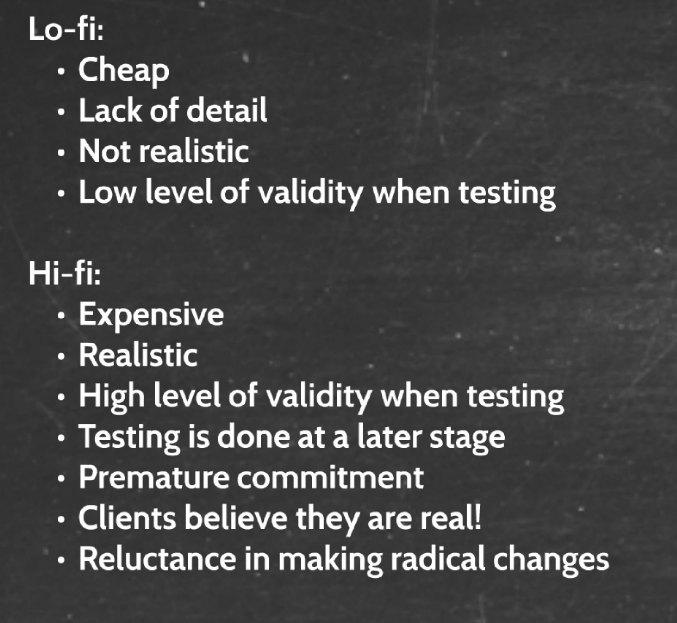 Lo-fi:
• Cheap
• Lack of detail
• Not realistic
• Low level of validity when testing
Hi-fi:
• Expensive
• Realistic
• High level of validity when testing
• Testing is done at a later stage
• Premature commitment
• Clients believe they are real!
• Reluctance in making radical changes